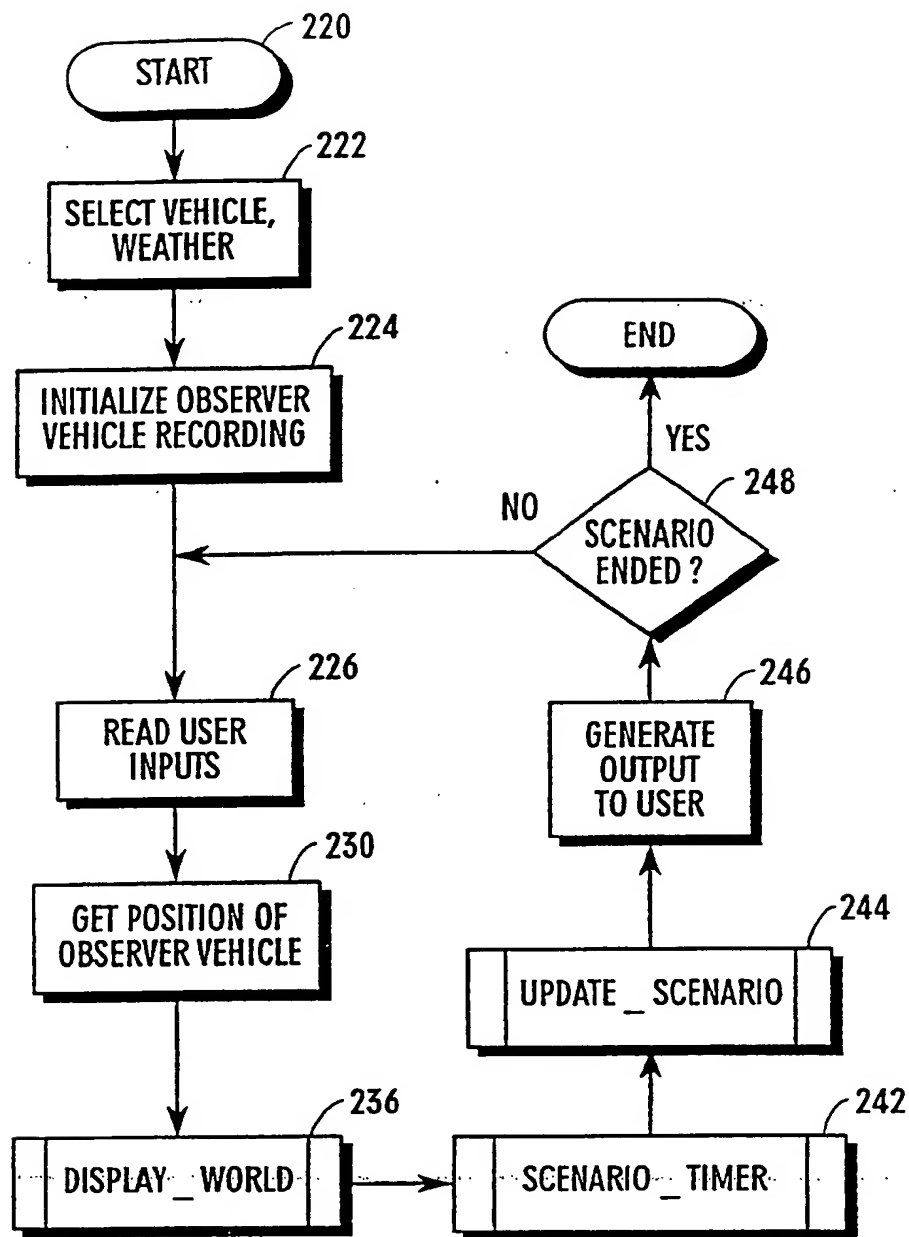 220
START
222
SELECT VEHICLE,
WEATHER
224
INITIALIZE OBSERVER
VEHICLE RECORDING
226
READ USER
INPUTS
230
GET POSITION OF
OBSERVER VEHICLE
236
DISPLAY _ WORLD
242
SCENARIO _ TIMER
244
UPDATE _ SCENARIO
246
GENERATE
OUTPUT
TO USER
248
SCENARIO
ENDED ?
NO
YES
END